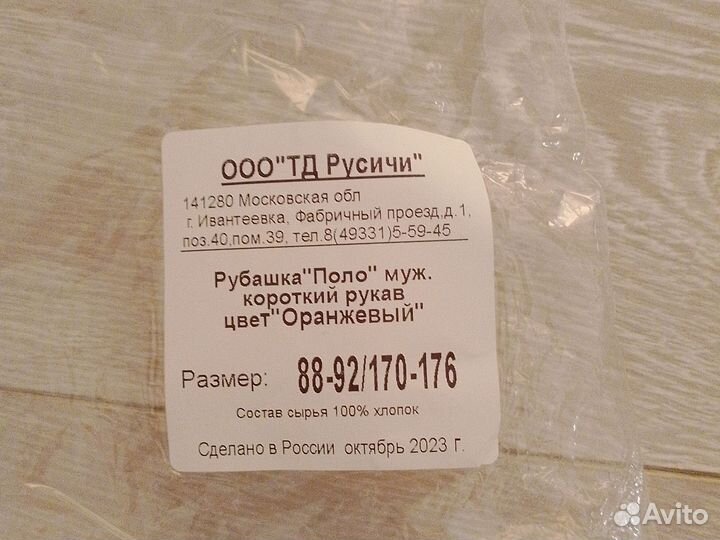 ООО"ТД Русичи"
141280 Московская обл
г. Ивантеевка, Фабричный проезд,д.1,
поз.40,пом.39, тел.8(49331)5-59-45
Рубашка"Поло" муж.
короткий рукав
цвет"Оранжевый"
Размер: 88-92/170-176
Состав сырья 100% хлопок
Сделано в России октябрь 2023 г.
Avito